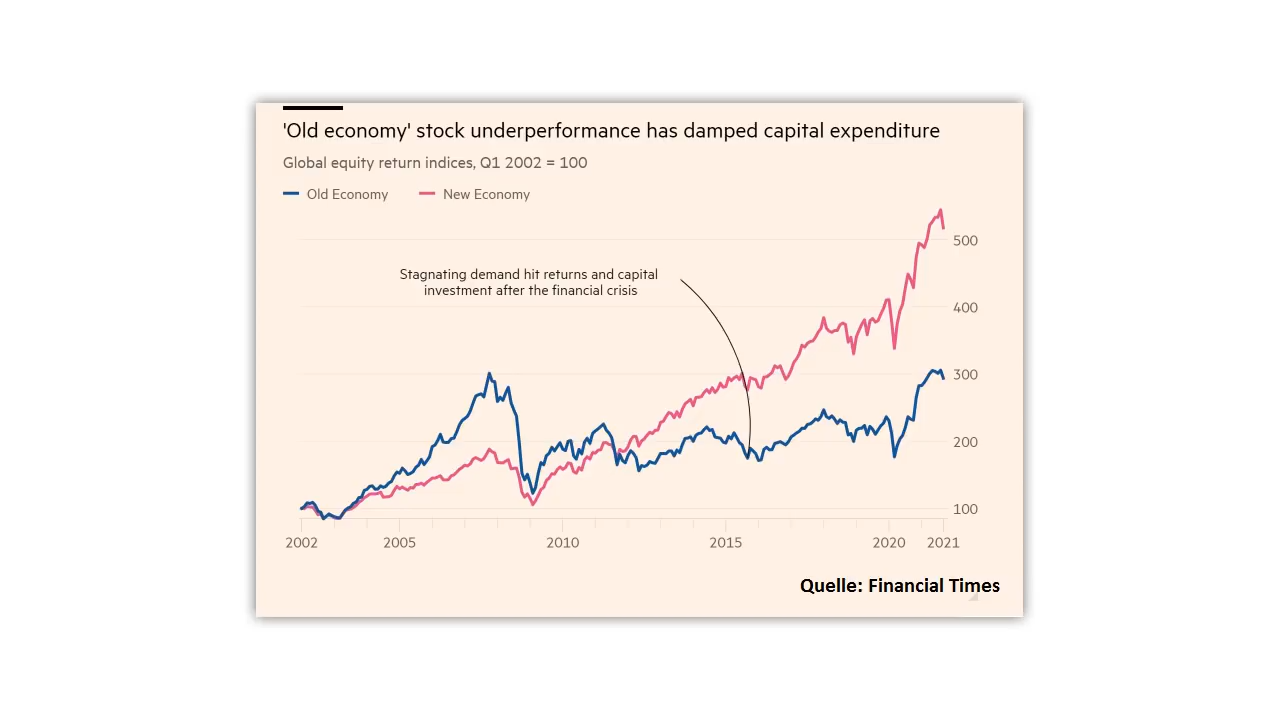 'Old economy' stock underperformance has damped capital expenditure
Global equity return indices, Q1 2002 = 100
Old Economy New Economy
500
Stagnating demand hit returns and capital
investment after the financial crisis
400
300
200
100
2002 2005 2010 2015 2020 2021
Quelle: Financial Times